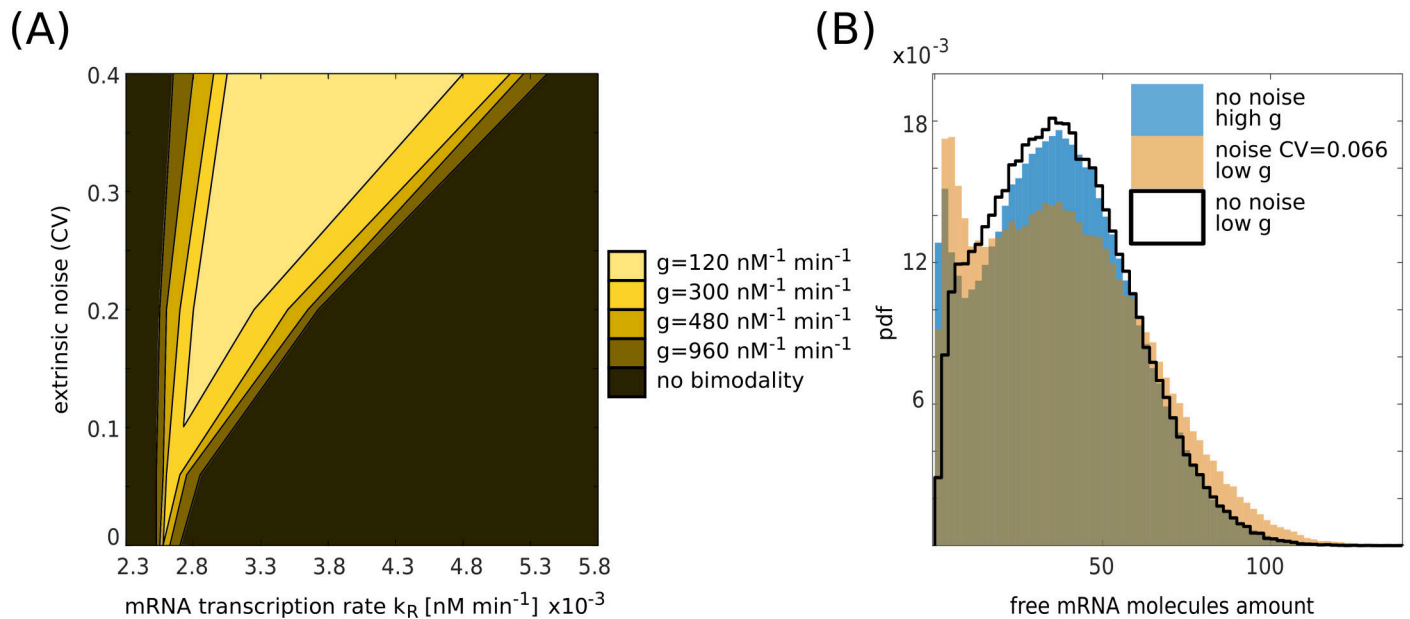 (A)
0.4
0.3
0.2
0.1
0
extrinsic noise (CV)
2.3 2.8 3.3 3.8 4.3 4.8 5.3 5.8
mRNA transcription rate k_R [nM min^-1] x10^-3
g=120 nM^-1 min^-1
g=300 nM^-1 min^-1
g=480 nM^-1 min^-1
g=960 nM^-1 min^-1
no bimodality
(B)
x10^-3
18
12
6
pdf
no noise
high g
noise CV=0.066
low g
no noise
low g
50 100
free mRNA molecules amount